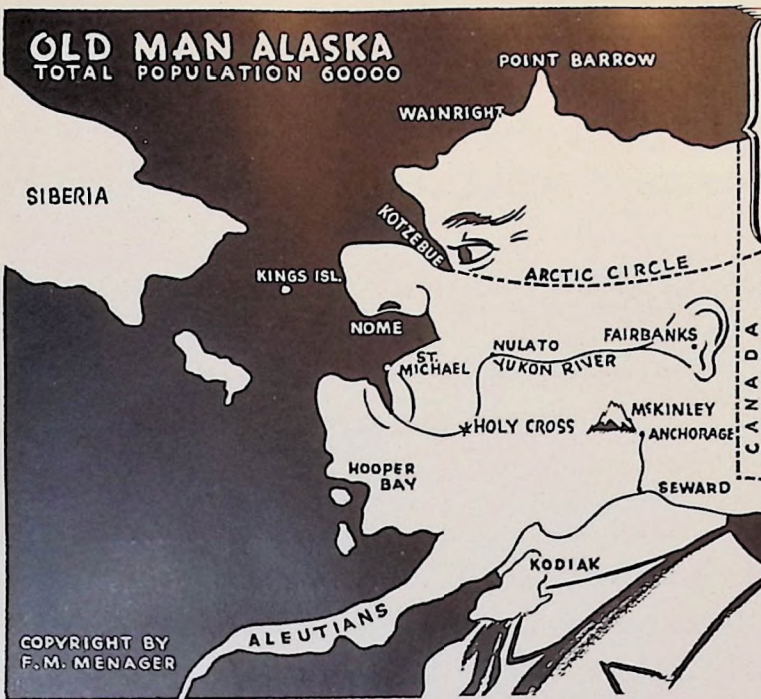 OLD MAN ALASKA
TOTAL POPULATION 60000
POINT BARROW
WAINRIGHT
SIBERIA
KOTZEBUE
ARCTIC CIRCLE
KINGS ISL.
NOME
FAIRBANKS
NULATO
ST.
MICHAEL
YUKON RIVER
CANADA
McKINLEY
HOLY CROSS
ANCHORAGE
HOOPER
BAY
SEWARD
KODIAK
ALEUTIANS
COPYRIGHT BY
F.M. MENAGER